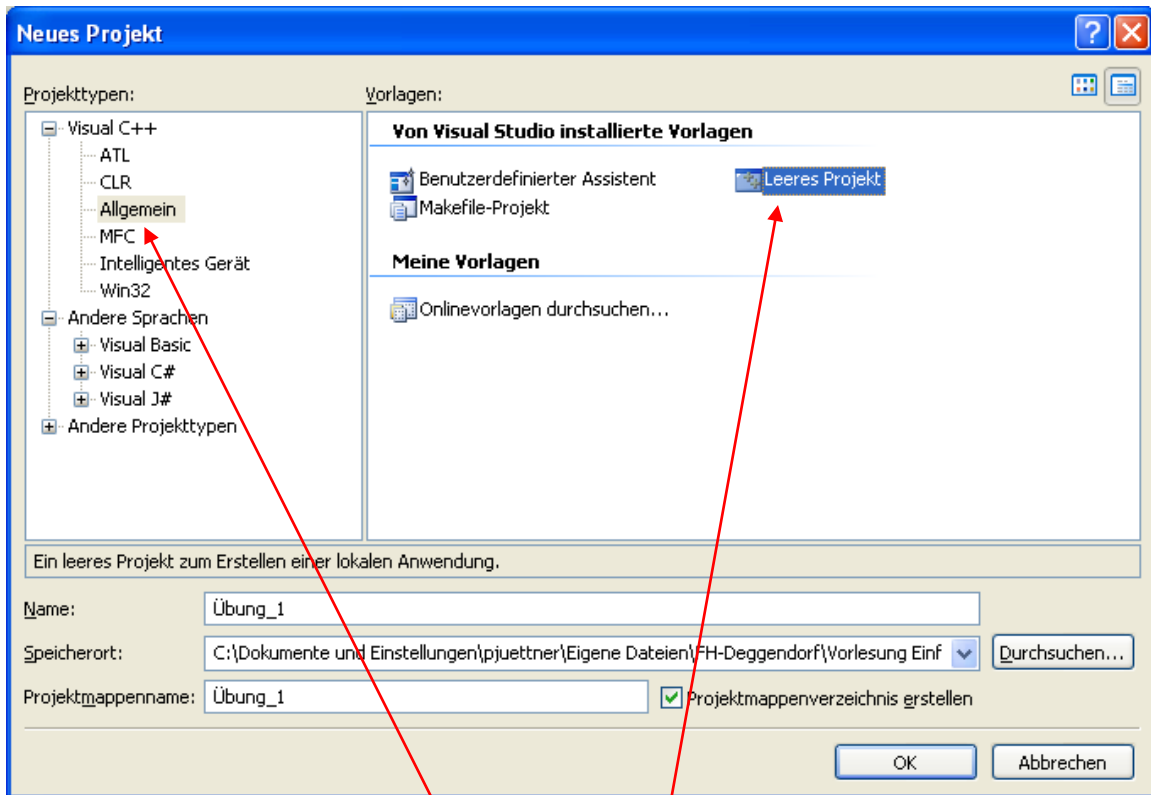 Neues Projekt
Projekttypen:
Vorlagen:
Visual C++
ATL
CLR
Allgemein
MFC
Intelligentes Gerät
Win32
Andere Sprachen
Visual Basic
Visual C#
Visual J#
Andere Projekttypen
Von Visual Studio installierte Vorlagen
Benutzerdefinierter Assistent
Leeres Projekt
Makefile-Projekt
Meine Vorlagen
Onlinevorlagen durchsuchen...
Ein leeres Projekt zum Erstellen einer lokalen Anwendung.
Name: Übung_1
Speicherort: C:\Dokumente und Einstellungen\pjuettner\Eigene Dateien\FH-Deggendorf\Vorlesung Einf Durchsuchen...
Projektmappenname: Übung_1 Projektmappenverzeichnis erstellen
OK Abbrechen